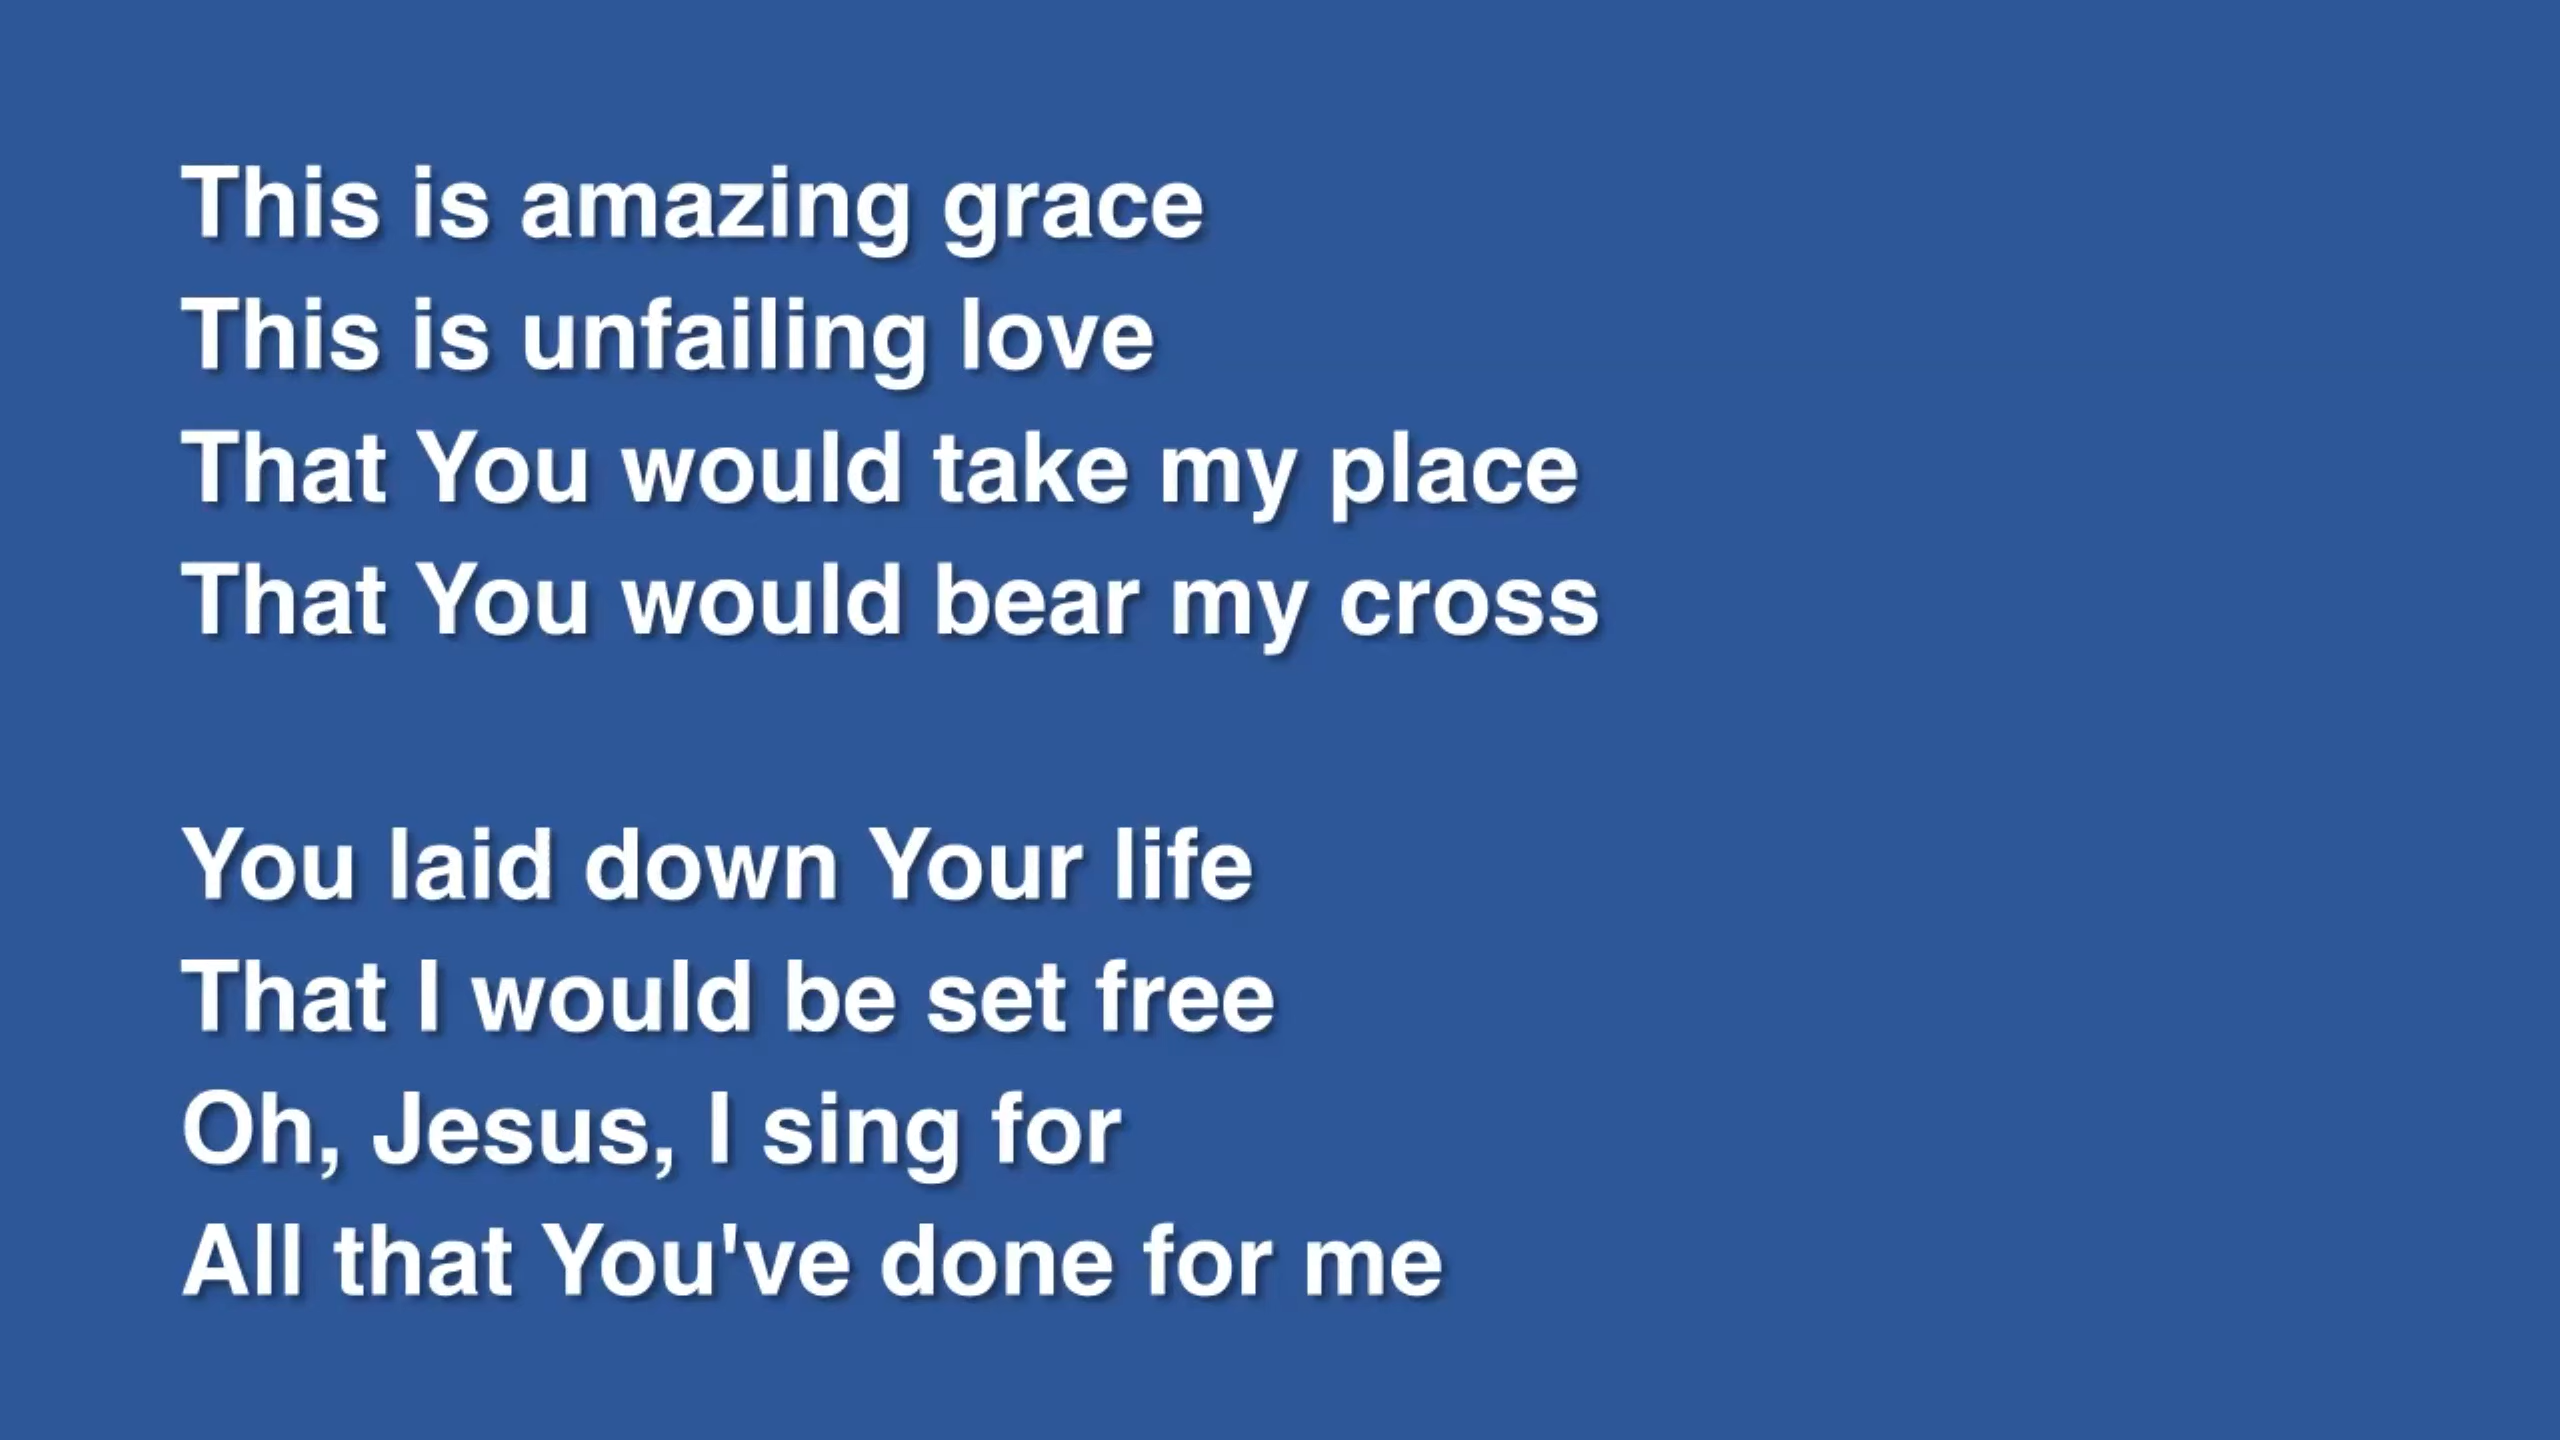 This is amazing grace
This is unfailing love
That You would take my place
That You would bear my cross
You laid down Your life
That I would be set free
Oh, Jesus, I sing for
All that You've done for me